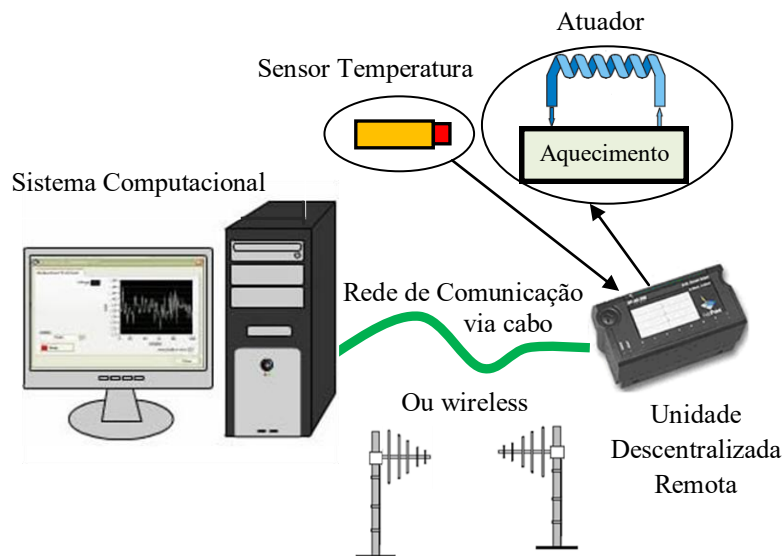 Atuador
Sensor Temperatura
Aquecimento
Sistema Computacional
Rede de Comunicação
via cabo
Ou wireless
Unidade
Descentralizada
Remota